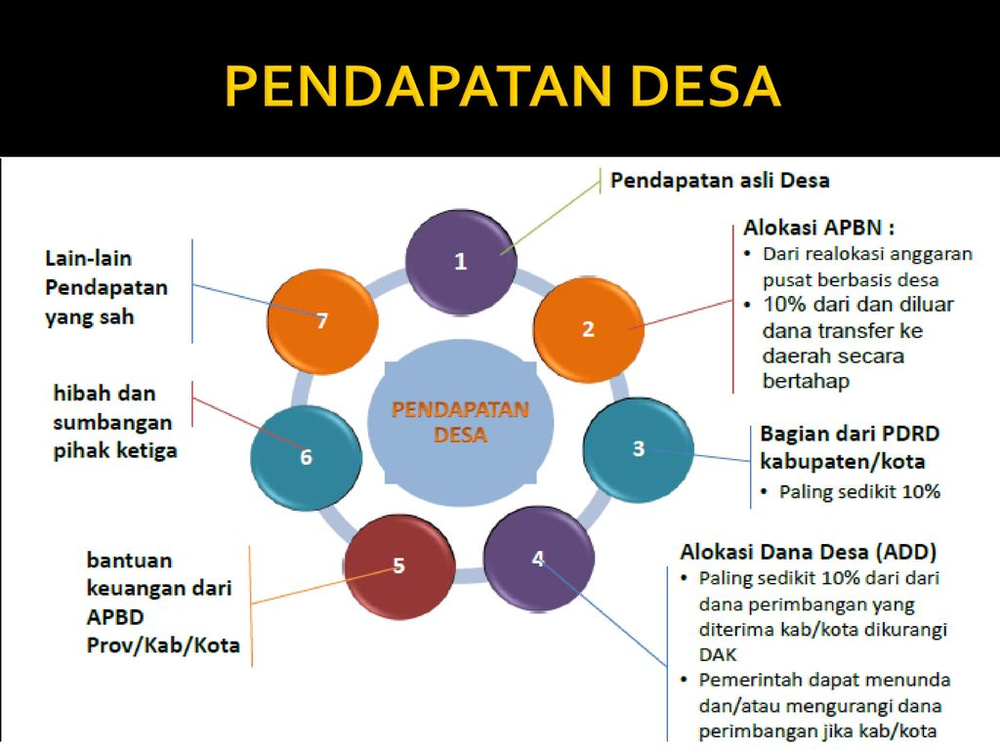 PENDAPATAN DESA
Pendapatan asli Desa
1
Alokasi APBN :
• Dari realokasi anggaran
pusat berbasis desa
• 10% dari dan diluar
dana transfer ke
daerah secara
bertahap
2
Bagian dari PDRD
kabupaten/kota
• Paling sedikit 10%
3
Alokasi Dana Desa (ADD)
• Paling sedikit 10% dari dari
dana perimbangan yang
diterima kab/kota dikurangi
DAK
• Pemerintah dapat menunda
dan/atau mengurangi dana
perimbangan jika kab/kota
4
bantuan
keuangan dari
APBD
Prov/Kab/Kota
5
hibah dan
sumbangan
pihak ketiga
6
Lain-lain
Pendapatan
yang sah
7
PENDAPATAN
DESA